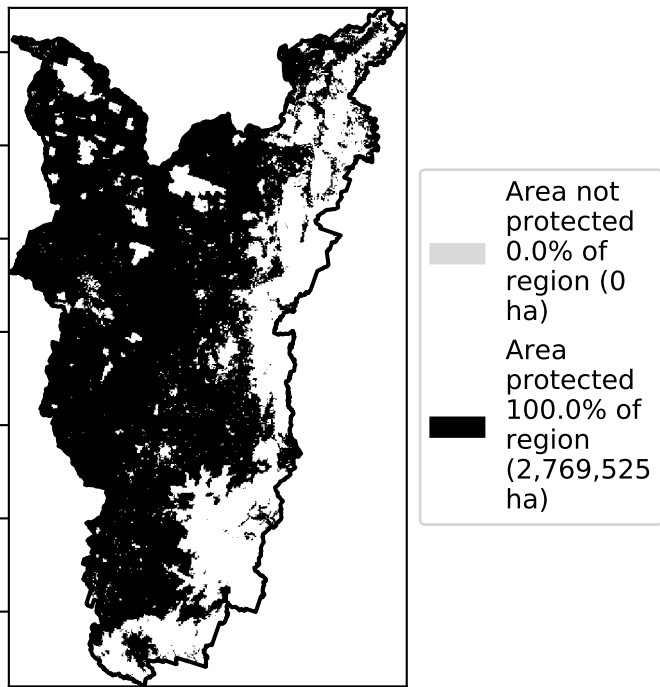 Area not
protected
0.0% of
region (0
ha)
Area
protected
100.0% of
region
(2,769,525
ha)